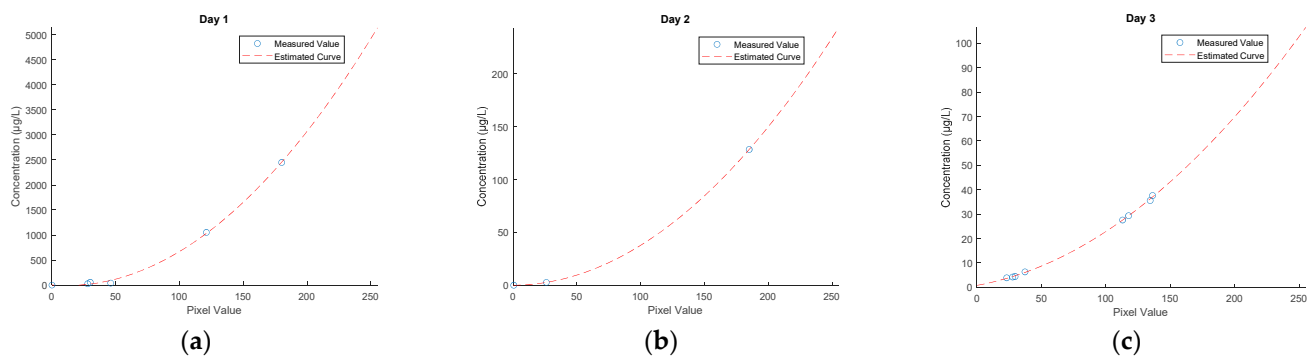 Day 1
5000
4500
4000
3500
3000
2500
2000
1500
1000
500
0
Concentration (µg/L)
Measured Value
Estimated Curve
0 50 100 150 200 250
Pixel Value
(a)
Day 2
200
150
100
50
0
Concentration (µg/L)
Measured Value
Estimated Curve
0 50 100 150 200 250
Pixel Value
(b)
Day 3
100
90
80
70
60
50
40
30
20
10
0
Concentration (µg/L)
Measured Value
Estimated Curve
0 50 100 150 200 250
Pixel Value
(c)